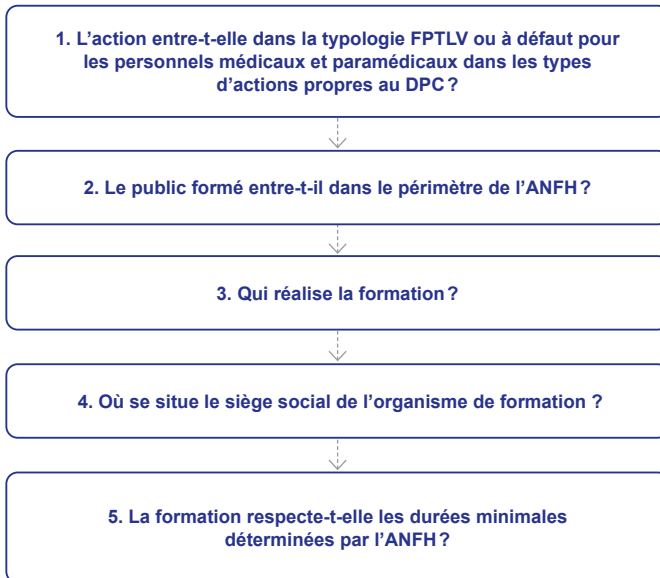 1. L’action entre-t-elle dans la typologie FPTLV ou à défaut pour
les personnels médicaux et paramédicaux dans les types
d’actions propres au DPC ?
2. Le public formé entre-t-il dans le périmètre de l’ANFH ?
3. Qui réalise la formation ?
4. Où se situe le siège social de l’organisme de formation ?
5. La formation respecte-t-elle les durées minimales
déterminées par l’ANFH ?